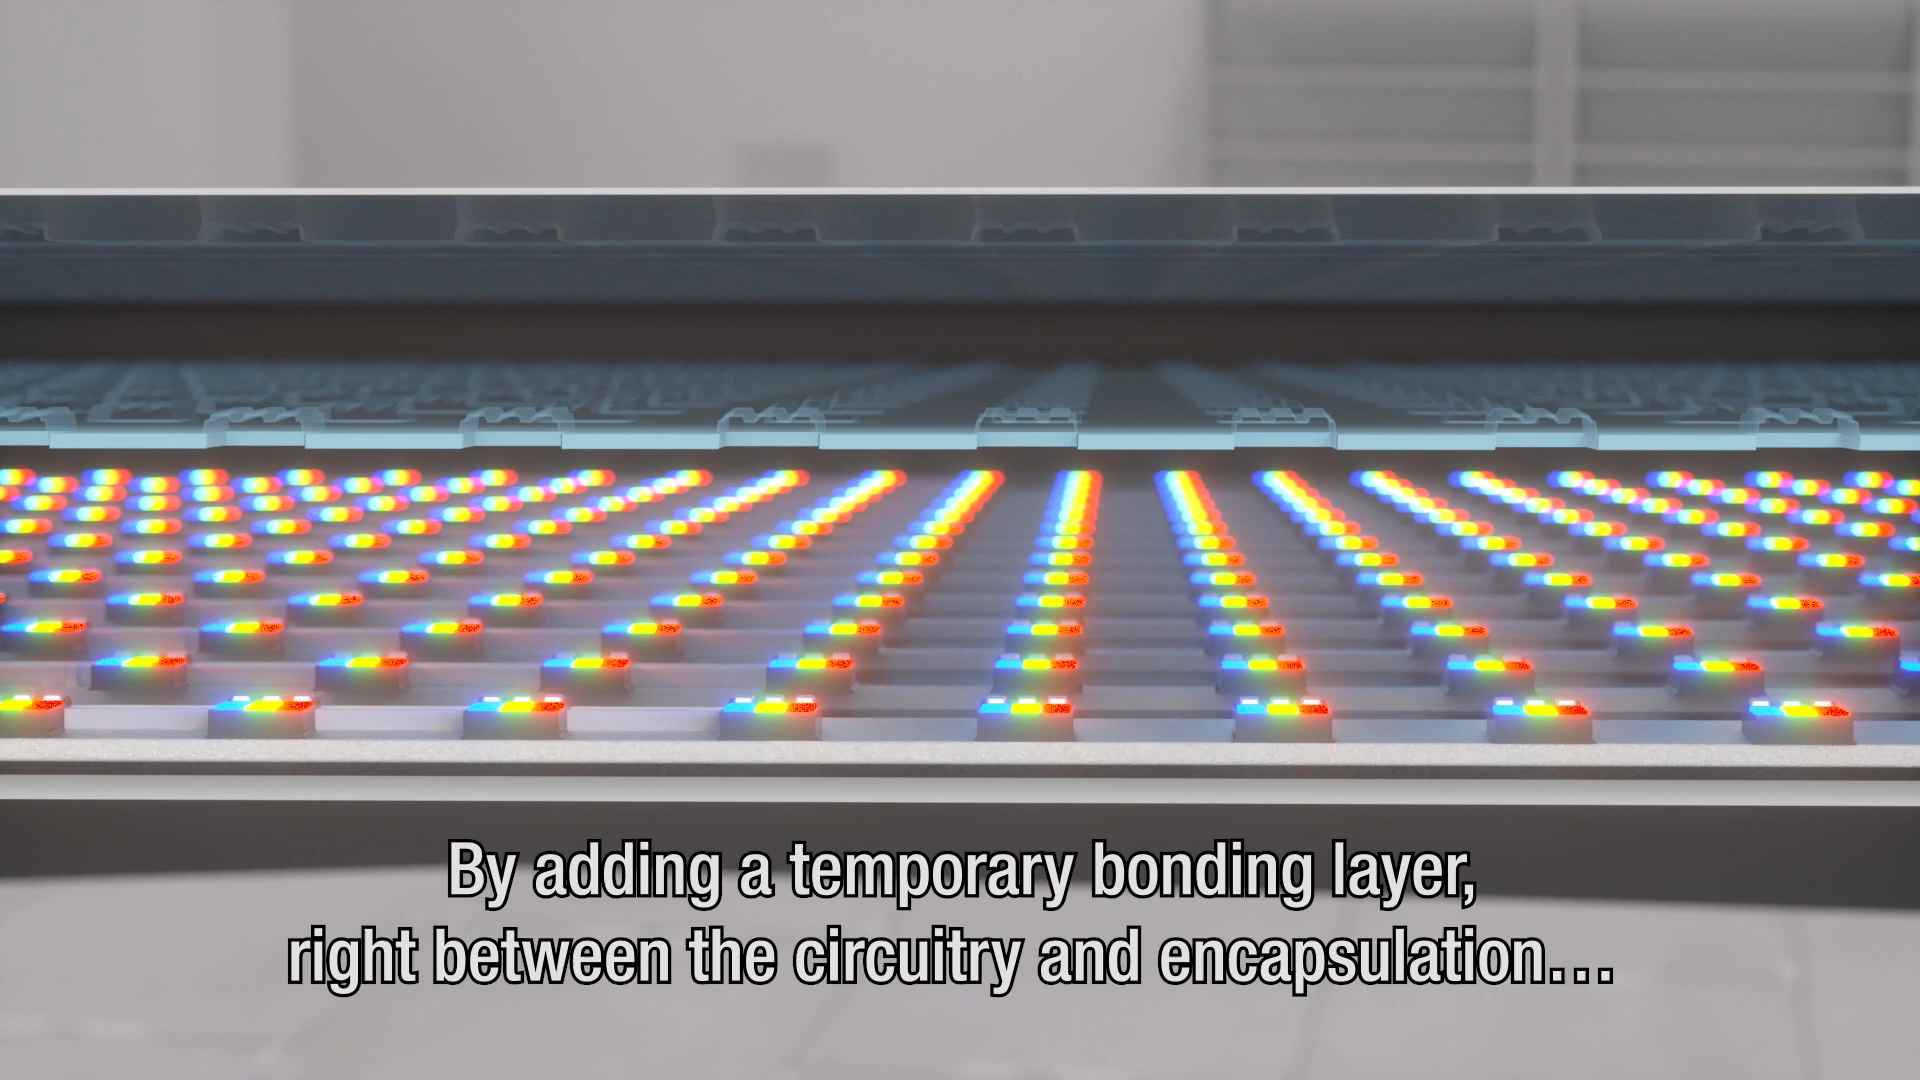 By adding a temporary bonding layer,
right between the circuitry and encapsulation...